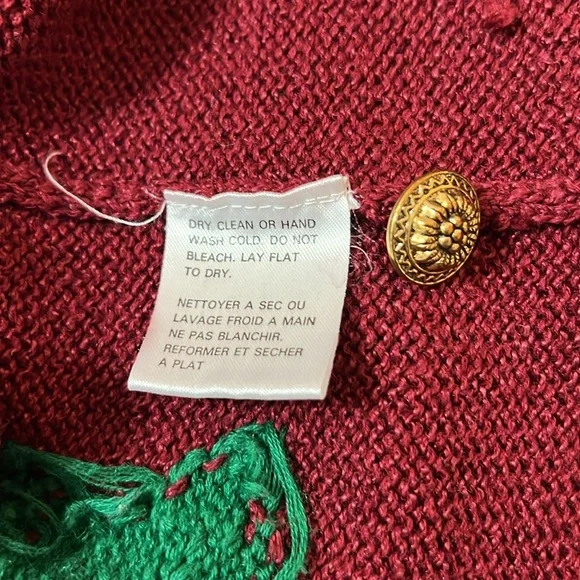 DRY CLEAN OR HAND
WASH COLD. DO NOT
BLEACH. LAY FLAT
TO DRY.
NETTOYER A SEC OU
LAVAGE FROID A MAIN
NE PAS BLANCHIR.
REFORMER ET SECHER
A PLAT